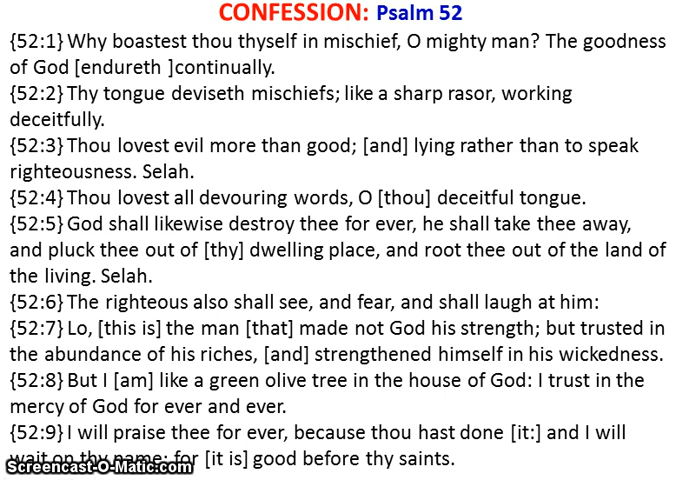 CONFESSION: Psalm 52
{52:1} Why boastest thou thyself in mischief, O mighty man? The goodness
of God [endureth ]continually.
{52:2} Thy tongue deviseth mischiefs; like a sharp rasor, working
deceitfully.
{52:3} Thou lovest evil more than good; [and] lying rather than to speak
righteousness. Selah.
{52:4} Thou lovest all devouring words, O [thou] deceitful tongue.
{52:5} God shall likewise destroy thee for ever, he shall take thee away,
and pluck thee out of [thy] dwelling place, and root thee out of the land of
the living. Selah.
{52:6} The righteous also shall see, and fear, and shall laugh at him:
{52:7} Lo, [this is] the man [that] made not God his strength; but trusted in
the abundance of his riches, [and] strengthened himself in his wickedness.
{52:8} But I [am] like a green olive tree in the house of God: I trust in the
mercy of God for ever and ever.
{52:9} I will praise thee for ever, because thou hast done [it:] and I will
wait on thy name; for [it is] good before thy saints.
Screencast-O-Matic.com